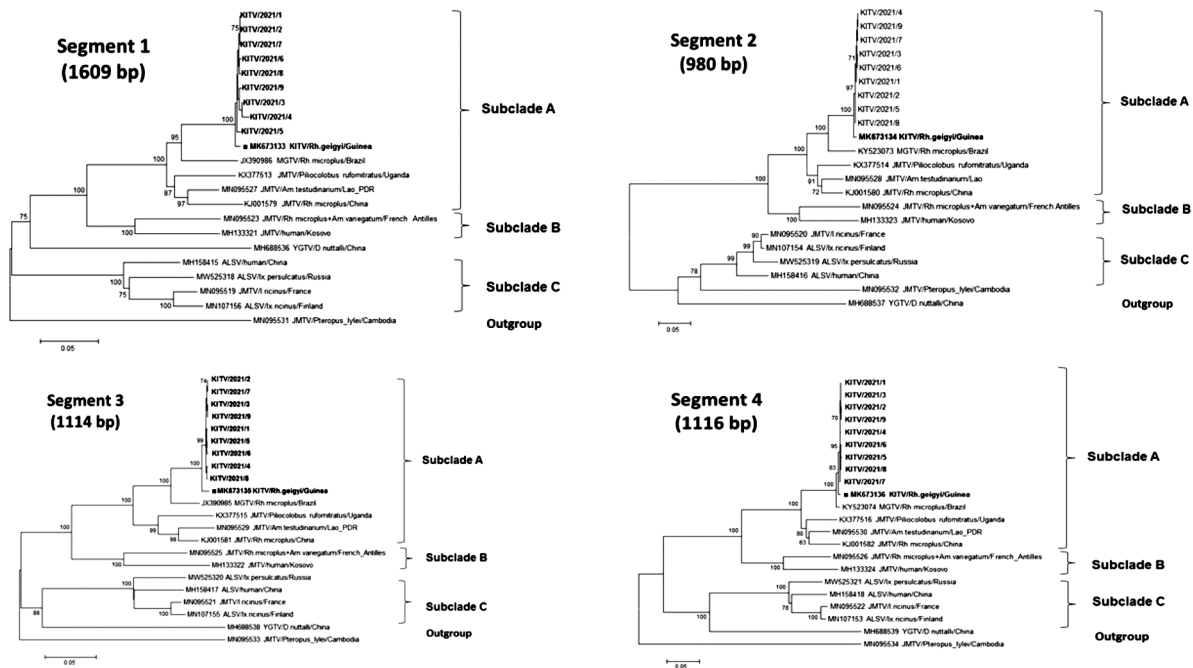 Segment 1
(1609 bp)
75
KITV/2021/1
KITV/2021/2
KITV/2021/7
KITV/2021/6
KITV/2021/8
KITV/2021/9
KITV/2021/3
KITV/2021/4
KITV/2021/5
100
MK673133 KITV/Rh.geigyi/Guinea
95
JX390986 MGTV/Rh microplus/Brazil
100
KX377513 JMTV/Piliocolobus rufomitratus/Uganda
87
MN095527 JMTV/Am testudinarium/Lao_PDR
97
KJ001579 JMTV/Rh microplus/China
100
MN095523 JMTV/Rh microplus+Am variegatum/French Antilles
100
MH133321 JMTV/human/Kosovo
75
MH688536 YGTV/D nuttalli/China
MH158415 ALSV/human/China
100
MW525318 ALSV/Ix persulcatus/Russia
75
MN095519 JMTV/I.ricinus/France
100
MN107156 ALSV/Ix ricinus/Finland
MN095531 JMTV/Pteropus_lylei/Cambodia
Subclade A
Subclade B
Subclade C
Outgroup
0.05
Segment 2
(980 bp)
KITV/2021/4
KITV/2021/9
KITV/2021/7
KITV/2021/3
71
KITV/2021/6
KITV/2021/1
97
KITV/2021/2
KITV/2021/5
100
KITV/2021/8
MK673134 KITV/Rh.geigyi/Guinea
100
KY523073 MGTV/Rh microplus/Brazil
KX377514 JMTV/Piliocolobus rufomitratus/Uganda
91
MN095528 JMTV/Am testudinarium/Lao
100
72
KJ001580 JMTV/Rh microplus/China
MN095524 JMTV/Rh microplus+Am variegatum/French Antilles
100
MH133323 JMTV/human/Kosovo
90
MN095520 JMTV/I.ricinus/France
99
MN107154 ALSV/Ix ricinus/Finland
99
MW525319 ALSV/Ix persulcatus/Russia
78
MH158416 ALSV/human/China
100
MN095532 JMTV/Pteropus_lylei/Cambodia
MH688537 YGTV/D nuttalli/China
Subclade A
Subclade B
Subclade C
Outgroup
0.05
Segment 3
(1114 bp)
74
KITV/2021/2
KITV/2021/7
KITV/2021/3
KITV/2021/9
KITV/2021/1
99
KITV/2021/5
KITV/2021/6
KITV/2021/4
100
KITV/2021/8
MK673135 KITV/Rh.geigyi/Guinea
100
JX390985 MGTV/Rh microplus/Brazil
KX377515 JMTV/Piliocolobus rufomitratus/Uganda
99
MN095529 JMTV/Am testudinarium/Lao_PDR
100
98
KJ001581 JMTV/Rh microplus/China
MN095525 JMTV/Rh microplus+Am variegatum/French_Antilles
100
MH133322 JMTV/human/Kosovo
MW525320 ALSV/Ix persulcatus/Russia
100
MH158417 ALSV/human/China
MN095521 JMTV/I ricinus/France
88
100
MN107155 ALSV/Ix.ricinus/Finland
MH688538 YGTV/D nuttalli/China
MN095533 JMTV/Pteropus_lylei/Cambodia
Subclade A
Subclade B
Subclade C
Outgroup
0.05
Segment 4
(1116 bp)
KITV/2021/1
KITV/2021/3
KITV/2021/2
70
KITV/2021/9
KITV/2021/4
95
KITV/2021/6
KITV/2021/5
83
KITV/2021/8
KITV/2021/7
100
MK673136 KITV/Rh.geigyi/Guinea
KY523074 MGTV/Rh microplus/Brazil
100
KX377516 JMTV/Piliocolobus rufomitratus/Uganda
80
MN095530 JMTV/Am testudinarium/Lao_PDR
100
63
KJ001582 JMTV/Rh microplus/China
MN095526 JMTV/Rh microplus+Am variegatum/French_Antilles
100
MH133324 JMTV/human/Kosovo
MW525321 ALSV/Ix persulcatus/Russia
100
MH158418 ALSV/human/China
78
MN095522 JMTV/I ricinus/France
100
100
MN107153 ALSV/Ix ricinus/Finland
MH688539 YGTV/D nuttalli/China
MN095534 JMTV/Pteropus_lylei/Cambodia
Subclade A
Subclade B
Subclade C
Outgroup
0.05